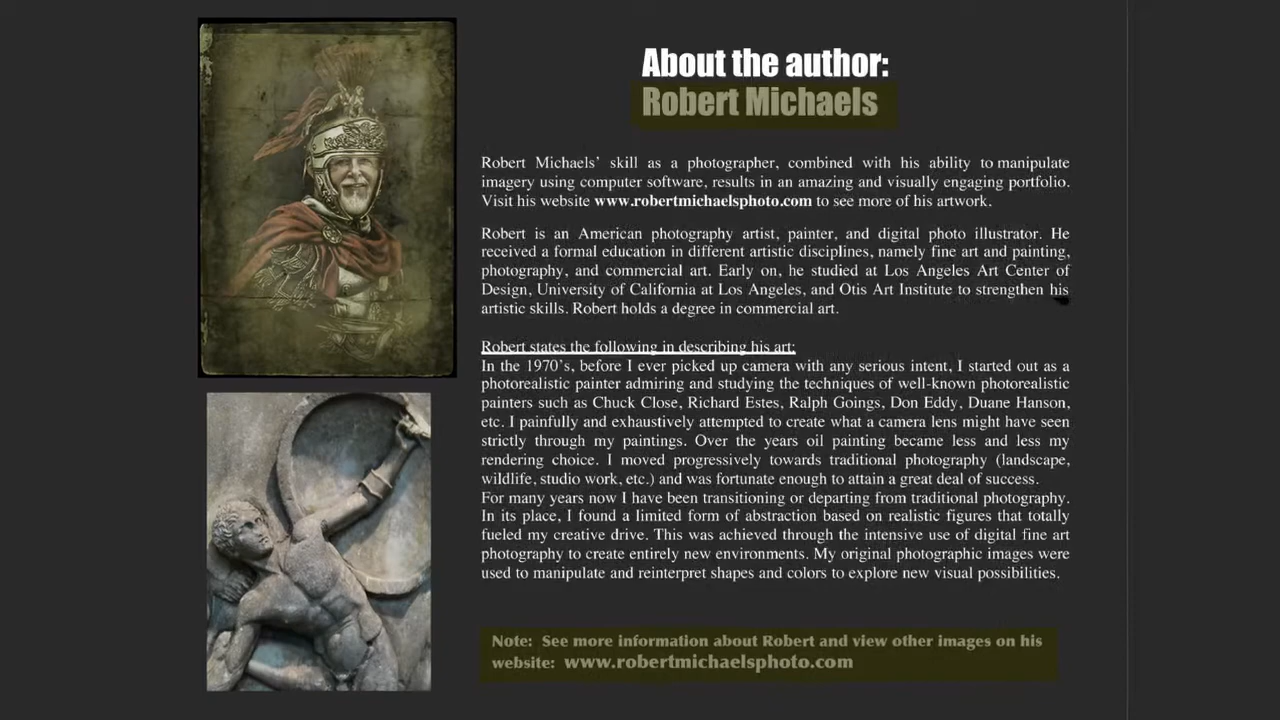 About the author:
Robert Michaels
Robert Michaels' skill as a photographer, combined with his ability to manipulate
imagery using computer software, results in an amazing and visually engaging portfolio.
Visit his website www.robertmichaelsphoto.com to see more of his artwork.
Robert is an American photography artist, painter, and digital photo illustrator. He
received a formal education in different artistic disciplines, namely fine art and painting,
photography, and commercial art. Early on, he studied at Los Angeles Art Center of
Design, University of California at Los Angeles, and Otis Art Institute to strengthen his
artistic skills. Robert holds a degree in commercial art.
Robert states the following in describing his art:
In the 1970's, before I ever picked up camera with any serious intent, I started out as a
photorealistic painter admiring and studying the techniques of well-known photorealistic
painters such as Chuck Close, Richard Estes, Ralph Goings, Don Eddy, Duane Hanson,
etc. I painfully and exhaustively attempted to create what a camera lens might have seen
strictly through my paintings. Over the years oil painting became less and less my
rendering choice. I moved progressively towards traditional photography (landscape,
wildlife, studio work, etc.) and was fortunate enough to attain a great deal of success.
For many years now I have been transitioning or departing from traditional photography.
In its place, I found a limited form of abstraction based on realistic figures that totally
fueled my creative drive. This was achieved through the intensive use of digital fine art
photography to create entirely new environments. My original photographic images were
used to manipulate and reinterpret shapes and colors to explore new visual possibilities.
Note: See more information about Robert and view other images on his
website: www.robertmichaelsphoto.com